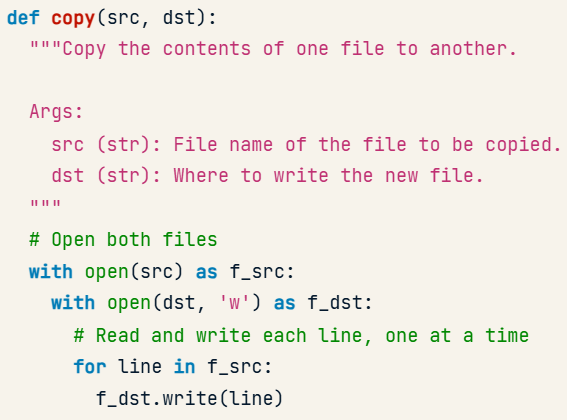 def copy(src, dst):
  """Copy the contents of one file to another.

  Args:
    src (str): File name of the file to be copied.
    dst (str): Where to write the new file.
  """
  # Open both files
  with open(src) as f_src:
    with open(dst, 'w') as f_dst:
      # Read and write each line, one at a time
      for line in f_src:
        f_dst.write(line)